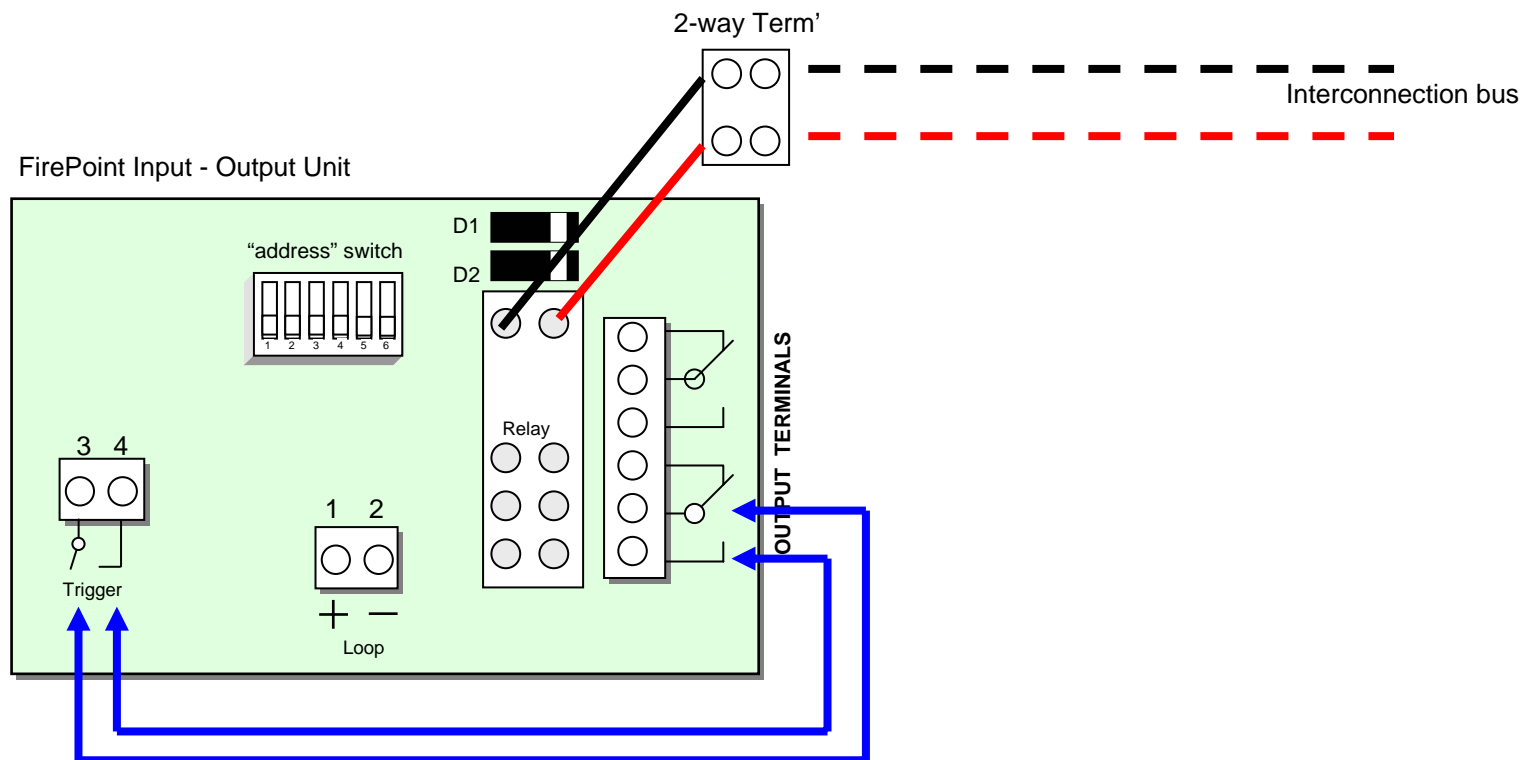 2-way Term’
Interconnection bus
FirePoint Input - Output Unit
D1
“address” switch
D2
1 2 3 4 5 6
OUTPUT TERMINALS
Relay
3 4
1 2
Trigger
+ −
Loop